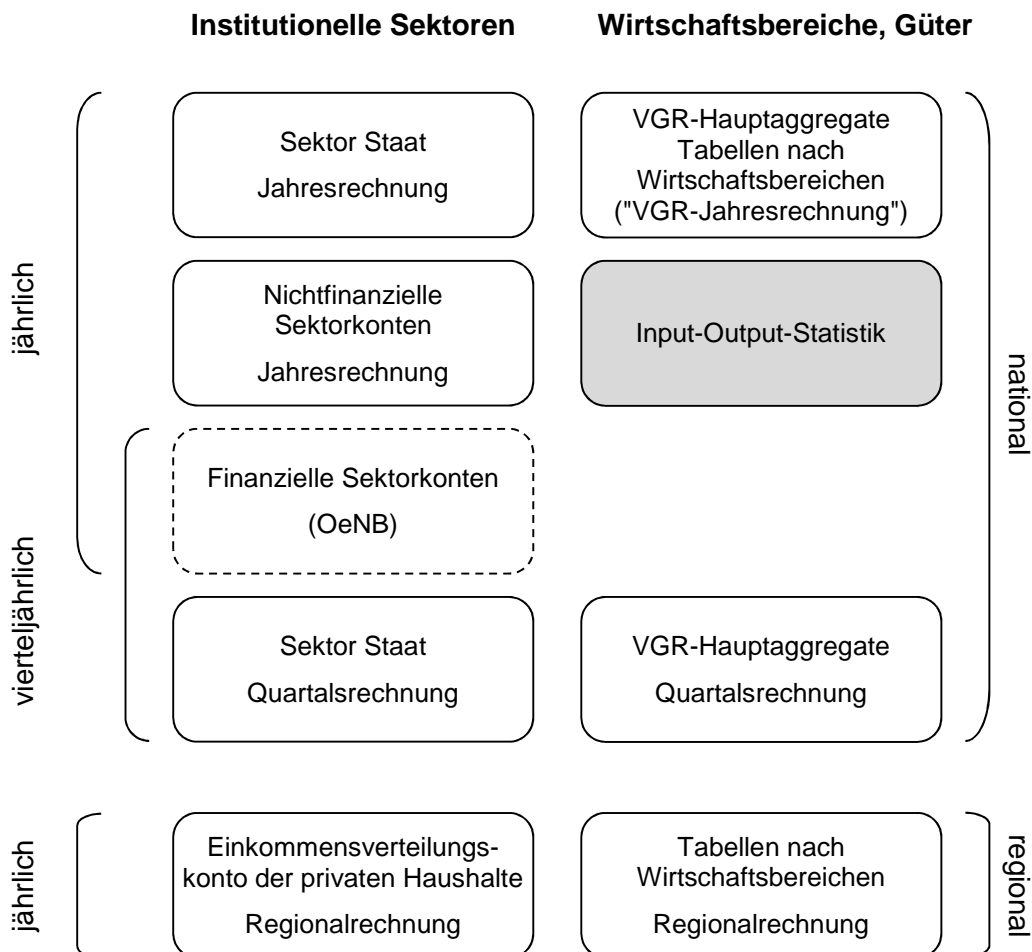 Institutionelle Sektoren
Wirtschaftsbereiche, Güter
jährlich
Sektor Staat
Jahresrechnung
VGR-Hauptaggregate
Tabellen nach
Wirtschaftsbereichen
("VGR-Jahresrechnung")
Nichtfinanzielle
Sektorkonten
Jahresrechnung
Input-Output-Statistik
national
Finanzielle Sektorkonten
(OeNB)
vierteljährlich
Sektor Staat
Quartalsrechnung
VGR-Hauptaggregate
Quartalsrechnung
jährlich
Einkommensverteilungs-
konto der privaten Haushalte
Regionalrechnung
Tabellen nach
Wirtschaftsbereichen
Regionalrechnung
regional